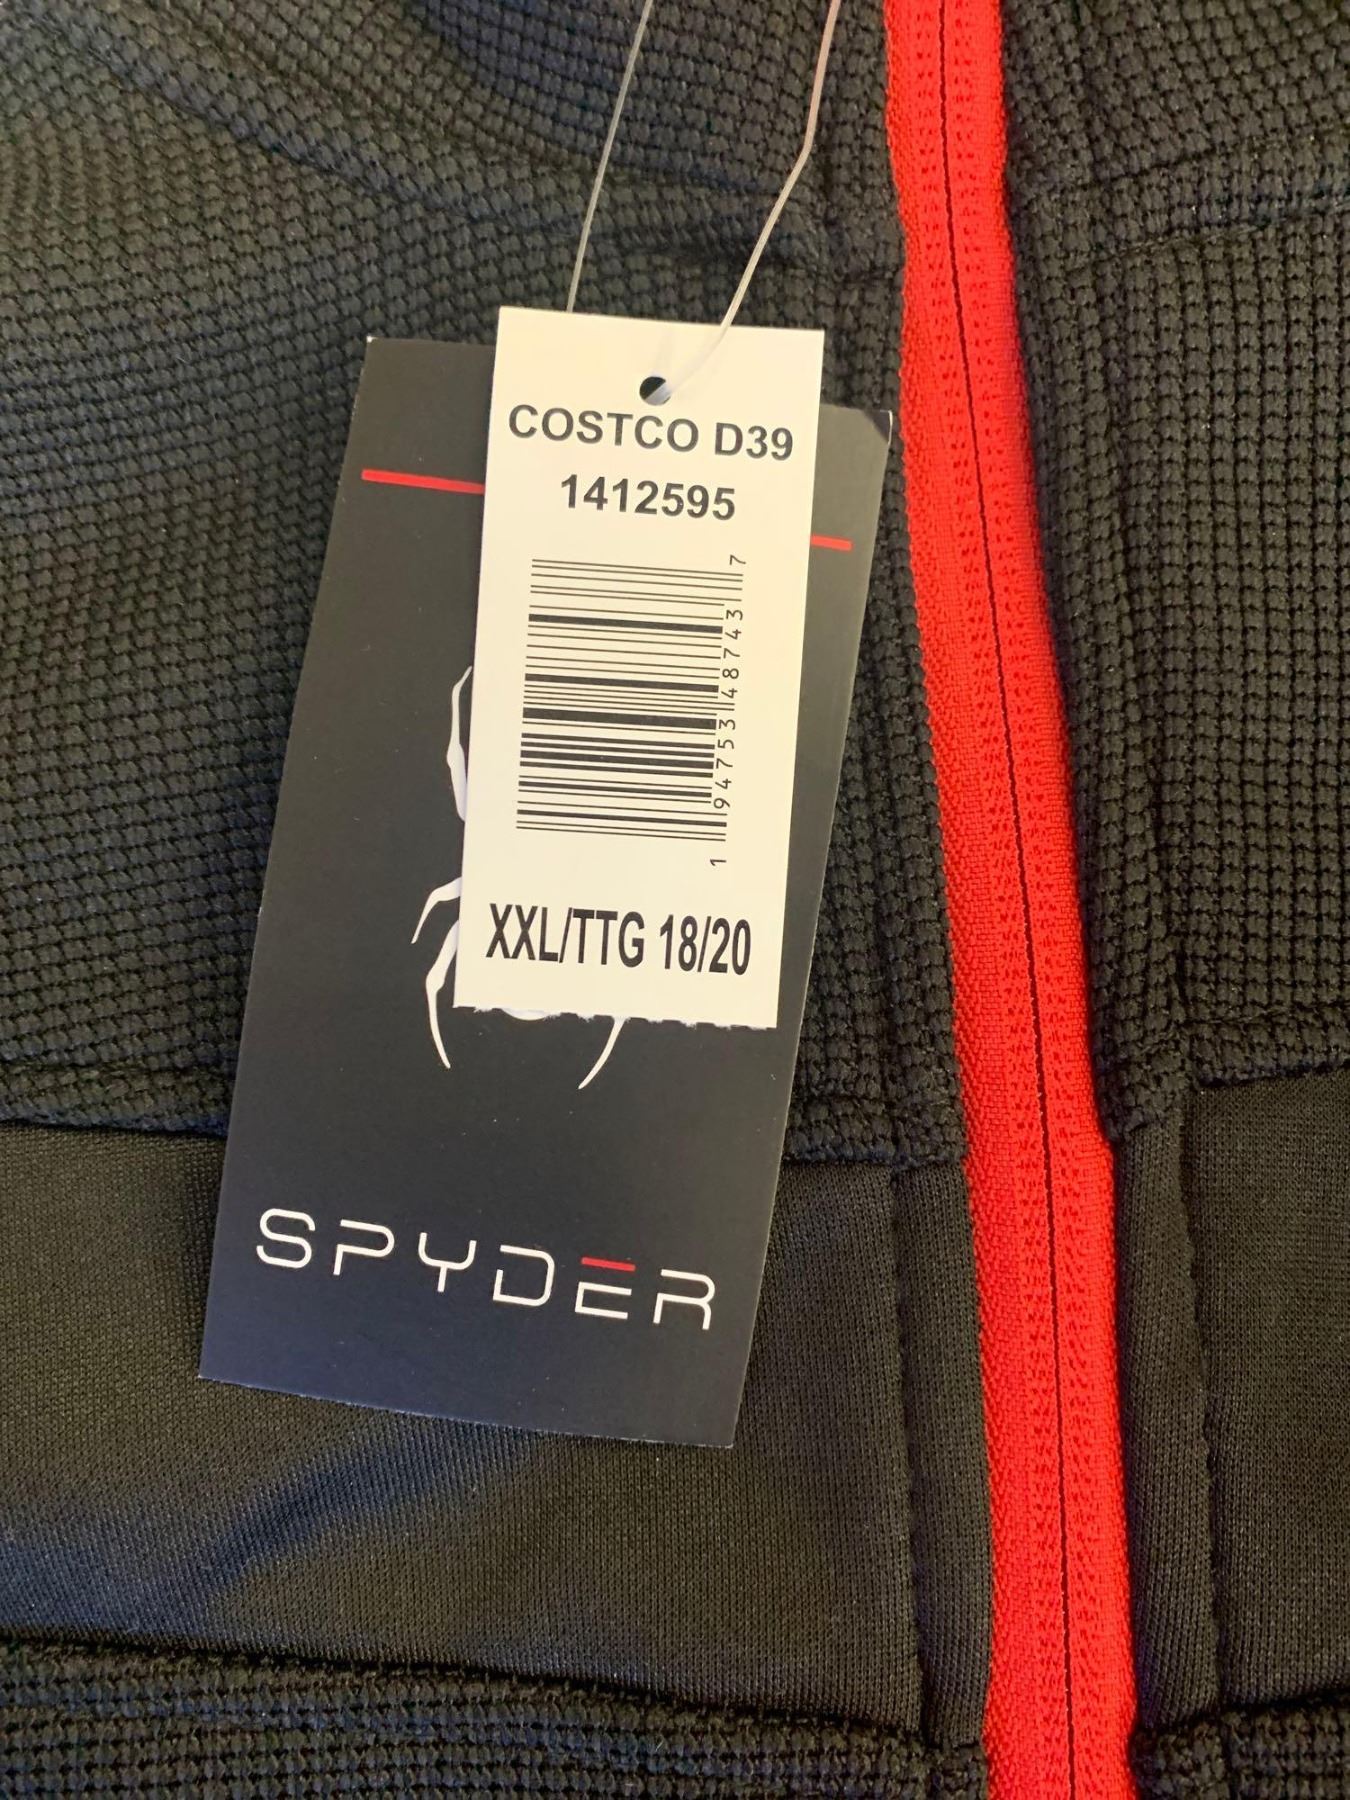 COSTCO D39
1412595
1 94753 48743 7
XXL/TTG 18/20
SPYDER